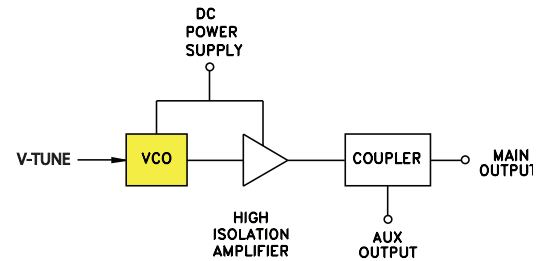 DC
POWER
SUPPLY
V-TUNE
VCO
COUPLER
MAIN
OUTPUT
HIGH
ISOLATION
AMPLIFIER
AUX
OUTPUT